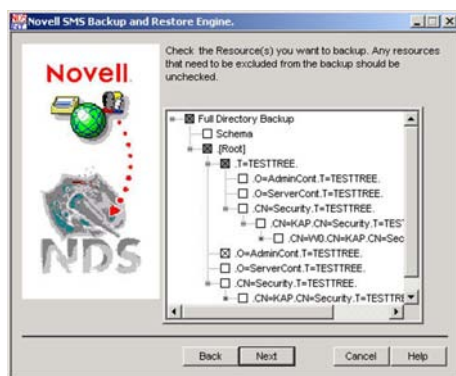 Novell SMS Backup and Restore Engine.
Novell
NDS
Check the Resource(s) you want to backup. Any resources
that need to be excluded from the backup should be
unchecked.
Full Directory Backup
Schema
.[Root]
.T=TESTTREE.
.O=AdminCont.T=TESTTREE.
.O=ServerCont.T=TESTTREE.
.CN=Security.T=TESTTREE.
.CN=KAP.CN=Security.T=TES
.CN=W0.CN=KAP.CN=Sec
.O=AdminCont.T=TESTTREE.
.O=ServerCont.T=TESTTREE.
.CN=Security.T=TESTTREE.
.CN=KAP.CN=Security.T=TESTTRE
Back
Next
Cancel
Help